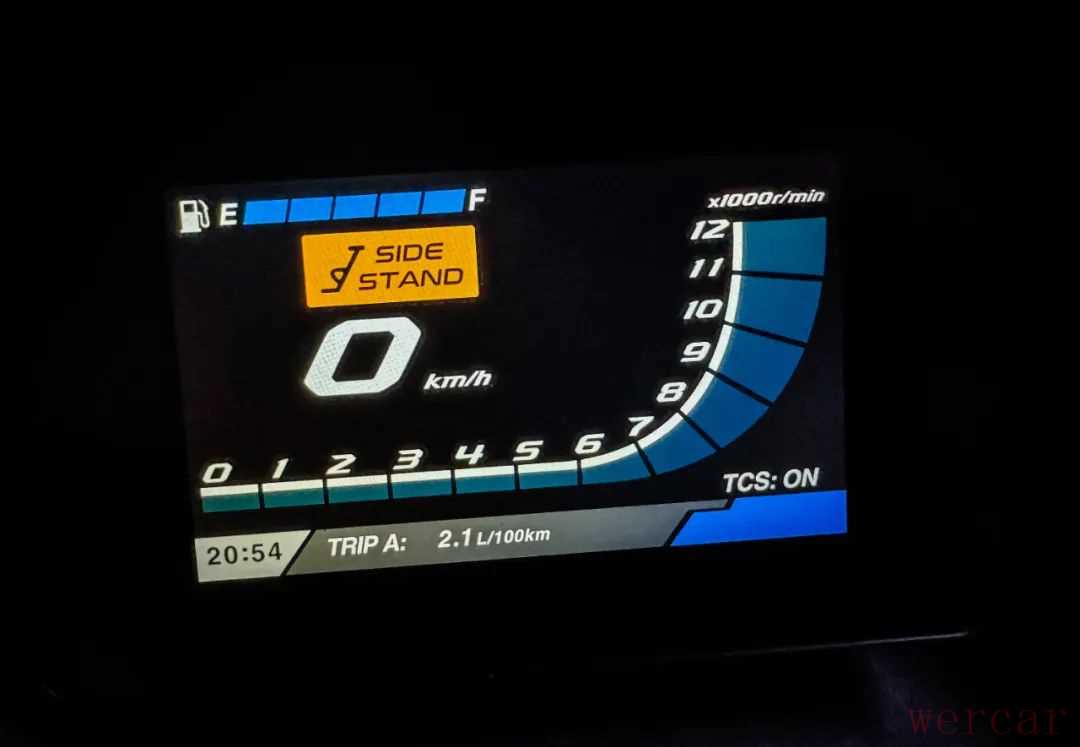 E F
x1000r/min
SIDE
STAND
0 km/h
12
11
10
9
8
7
6
5
4
3
2
1
0
TCS: ON
20:54 TRIP A: 2.1 L/100km
wercar